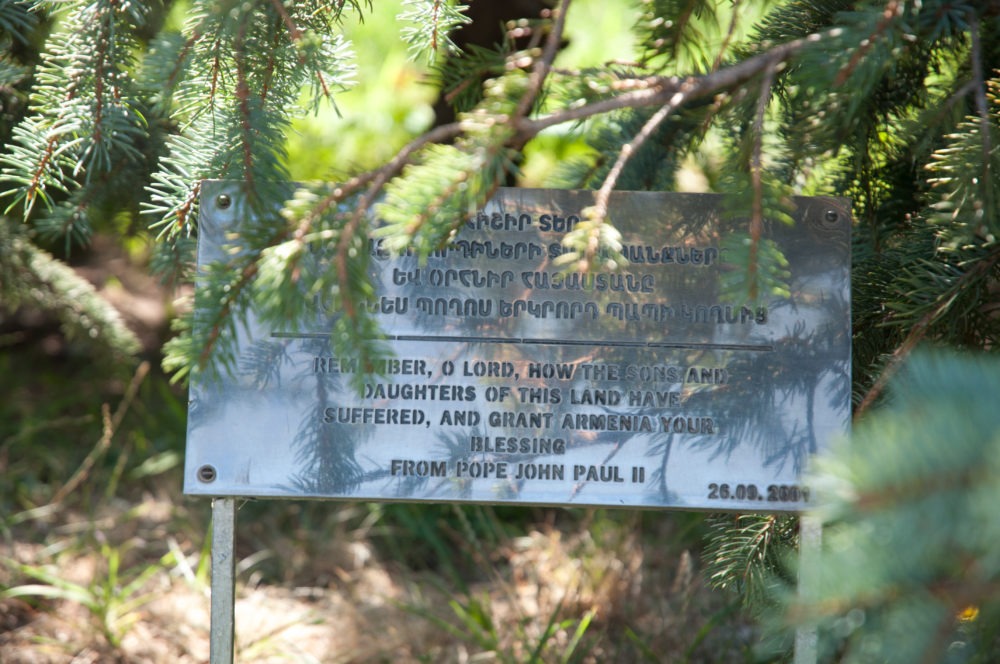 ՏԵՐ
ԵՎ ՕՐՀՆԻՐ ՀԱՅԱՍՏԱՆԸ
ՊՈՂՈՍ ԵՐԿՐՈՐԴ ՊԱՊԻ ԿՈՂՄԻՑ
O LORD, HOW THE SONS AND
DAUGHTERS OF THIS LAND HAVE
SUFFERED, AND GRANT ARMENIA YOUR
BLESSING
FROM POPE JOHN PAUL II
26.09.2001